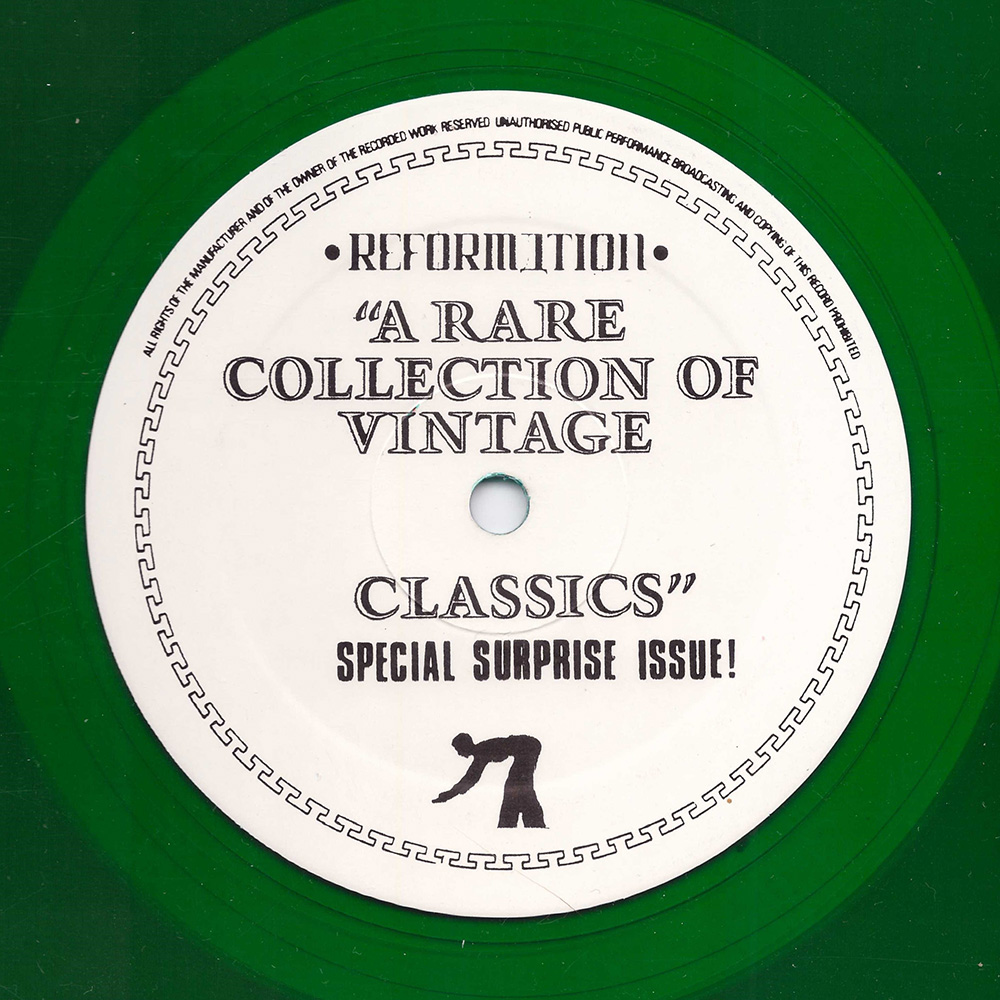 ALL RIGHTS OF THE MANUFACTURER AND OF THE OWNER OF THE RECORDED WORK RESERVED UNAUTHORISED PUBLIC PERFORMANCE BROADCASTING AND COPYING OF THIS RECORD PROHIBITED
•REFORMATION•
“A RARE
COLLECTION OF
VINTAGE
CLASSICS”
SPECIAL SURPRISE ISSUE!